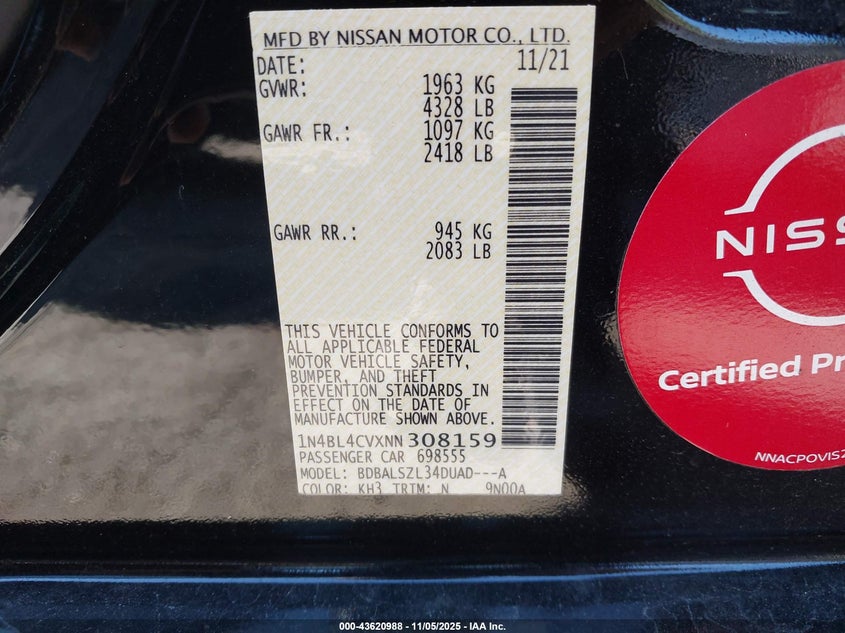 MFD BY NISSAN MOTOR CO., LTD.
DATE: 11/21
GVWR: 1963 KG
4328 LB
GAWR FR.: 1097 KG
2418 LB
GAWR RR.: 945 KG
2083 LB
THIS VEHICLE CONFORMS TO
ALL APPLICABLE FEDERAL
MOTOR VEHICLE SAFETY,
BUMPER, AND THEFT
PREVENTION STANDARDS IN
EFFECT ON THE DATE OF
MANUFACTURE SHOWN ABOVE.
1N4BL4CVXNN308159
PASSENGER CAR 698555
MODEL: BDBALSZL34DUAD---A
COLOR: KH3 TRIM: N 9N00A
NISS
Certified Pr
NNACPOVIS2
000-43620988 - 11/05/2025 - IAA Inc.